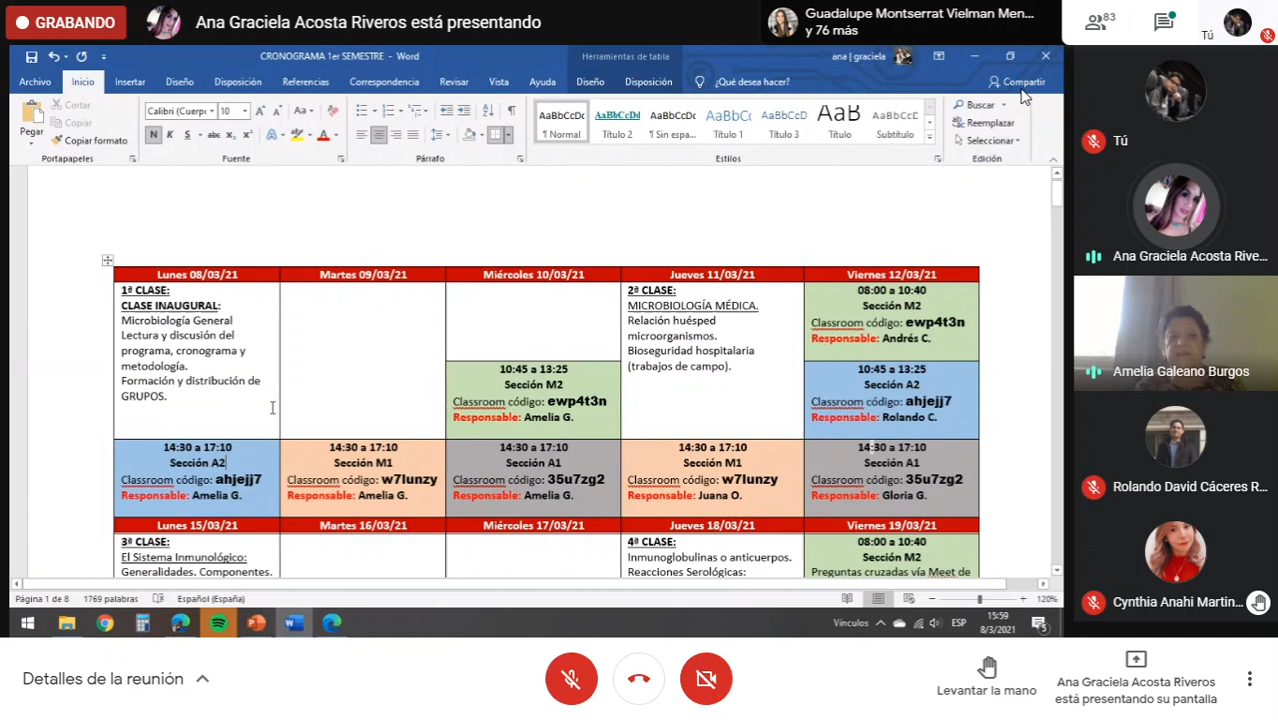 GRABANDO
Ana Graciela Acosta Riveros está presentando
Guadalupe Montserrat Vielman Men...
y 76 más
83
Tú
CRONOGRAMA 1er SEMESTRE - Word
Herramientas de tabla
ana | graciela
Archivo
Inicio
Insertar
Diseño
Disposición
Referencias
Correspondencia
Revisar
Vista
Ayuda
Diseño
Disposición
¿Qué desea hacer?
Compartir
Pegar
Cortar
Copiar
Copiar formato
Portapapeles
Calibri (Cuerp
10
Fuente
Párrafo
AaBbCcDc
¶ Normal
AaBbCcDd
Título 2
AaBbCcDc
¶ Sin espa...
AaBbCc
Título 1
AaBbCcD
Título 3
AaB
Título
AaBbCcD
Subtítulo
Estilos
Buscar
Reemplazar
Seleccionar
Edición
Lunes 08/03/21
Martes 09/03/21
Miércoles 10/03/21
Jueves 11/03/21
Viernes 12/03/21
1ª CLASE:
CLASE INAUGURAL:
Microbiología General
Lectura y discusión del
programa, cronograma y
metodología.
Formación y distribución de
GRUPOS.
10:45 a 13:25
Sección M2
Classroom código: ewp4t3n
Responsable: Amelia G.
2ª CLASE:
MICROBIOLOGÍA MÉDICA.
Relación huésped
microorganismos.
Bioseguridad hospitalaria
(trabajos de campo).
08:00 a 10:40
Sección M2
Classroom código: ewp4t3n
Responsable: Andrés C.
10:45 a 13:25
Sección A2
Classroom código: ahjejj7
Responsable: Rolando C.
14:30 a 17:10
Sección A2
Classroom código: ahjejj7
Responsable: Amelia G.
14:30 a 17:10
Sección M1
Classroom código: w7lunzy
Responsable: Amelia G.
14:30 a 17:10
Sección A1
Classroom código: 35u7zg2
Responsable: Amelia G.
14:30 a 17:10
Sección M1
Classroom código: w7lunzy
Responsable: Juana O.
14:30 a 17:10
Sección A1
Classroom código: 35u7zg2
Responsable: Gloria G.
Lunes 15/03/21
Martes 16/03/21
Miércoles 17/03/21
Jueves 18/03/21
Viernes 19/03/21
3ª CLASE:
El Sistema Inmunológico:
Generalidades. Componentes.
4ª CLASE:
Inmunoglobulinas o anticuerpos.
Reacciones Serológicas:
08:00 a 10:40
Sección M2
Preguntas cruzadas vía Meet de
Página 1 de 8
1769 palabras
Español (España)
120%
Vínculos
ESP
15:59
8/3/2021
5
Tú
Ana Graciela Acosta Rive...
Amelia Galeano Burgos
Rolando David Cáceres R...
Cynthia Anahi Martin...
Detalles de la reunión
Levantar la mano
Ana Graciela Acosta Riveros
está presentando su pantalla